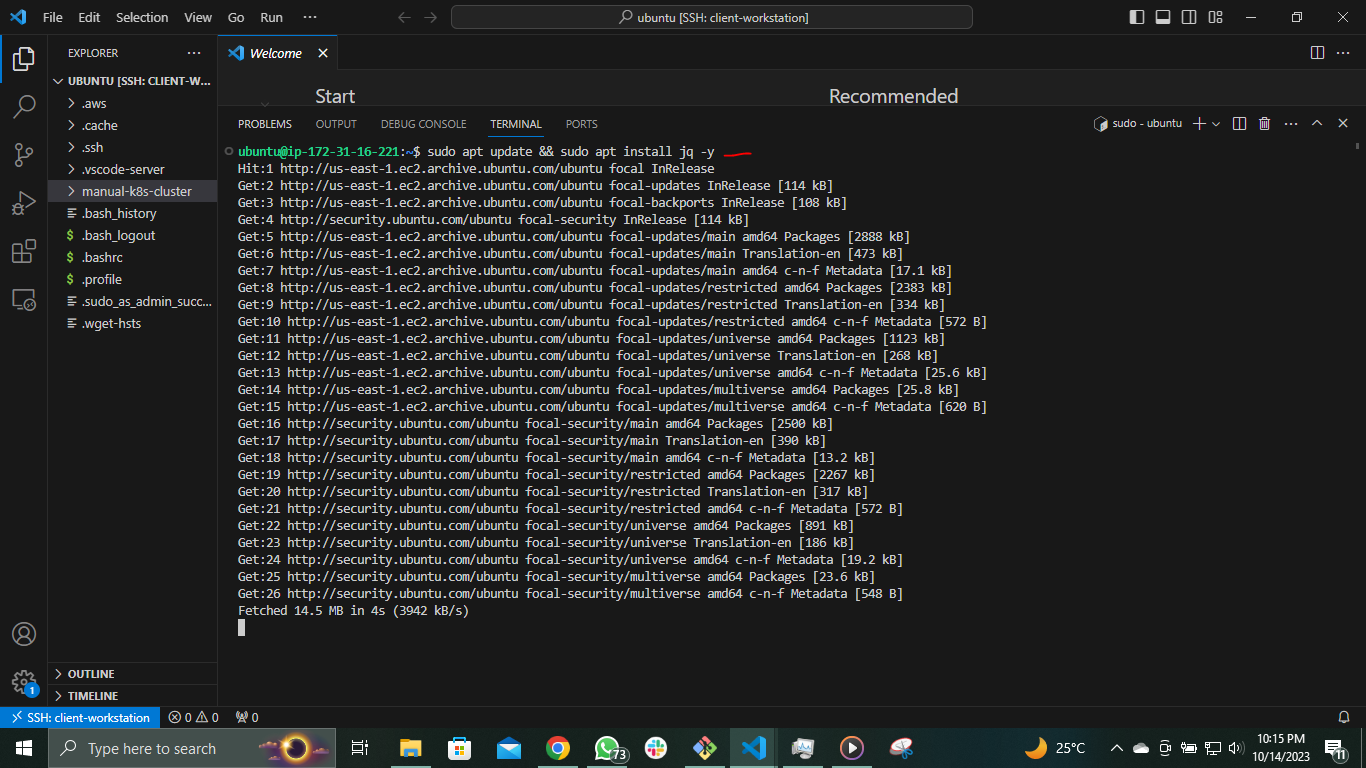 File Edit Selection View Go Run ···
ubuntu [SSH: client-workstation]
EXPLORER ···
Welcome
UBUNTU [SSH: CLIENT-W...
.aws
.cache
.ssh
.vscode-server
manual-k8s-cluster
.bash_history
$ .bash_logout
$ .bashrc
$ .profile
.sudo_as_admin_succ...
.wget-hsts
OUTLINE
TIMELINE
Start
Recommended
PROBLEMS OUTPUT DEBUG CONSOLE TERMINAL PORTS
sudo - ubuntu
ubuntu@ip-172-31-16-221:~$ sudo apt update && sudo apt install jq -y
Hit:1 http://us-east-1.ec2.archive.ubuntu.com/ubuntu focal InRelease
Get:2 http://us-east-1.ec2.archive.ubuntu.com/ubuntu focal-updates InRelease [114 kB]
Get:3 http://us-east-1.ec2.archive.ubuntu.com/ubuntu focal-backports InRelease [108 kB]
Get:4 http://security.ubuntu.com/ubuntu focal-security InRelease [114 kB]
Get:5 http://us-east-1.ec2.archive.ubuntu.com/ubuntu focal-updates/main amd64 Packages [2888 kB]
Get:6 http://us-east-1.ec2.archive.ubuntu.com/ubuntu focal-updates/main Translation-en [473 kB]
Get:7 http://us-east-1.ec2.archive.ubuntu.com/ubuntu focal-updates/main amd64 c-n-f Metadata [17.1 kB]
Get:8 http://us-east-1.ec2.archive.ubuntu.com/ubuntu focal-updates/restricted amd64 Packages [2383 kB]
Get:9 http://us-east-1.ec2.archive.ubuntu.com/ubuntu focal-updates/restricted Translation-en [334 kB]
Get:10 http://us-east-1.ec2.archive.ubuntu.com/ubuntu focal-updates/restricted amd64 c-n-f Metadata [572 B]
Get:11 http://us-east-1.ec2.archive.ubuntu.com/ubuntu focal-updates/universe amd64 Packages [1123 kB]
Get:12 http://us-east-1.ec2.archive.ubuntu.com/ubuntu focal-updates/universe Translation-en [268 kB]
Get:13 http://us-east-1.ec2.archive.ubuntu.com/ubuntu focal-updates/universe amd64 c-n-f Metadata [25.6 kB]
Get:14 http://us-east-1.ec2.archive.ubuntu.com/ubuntu focal-updates/multiverse amd64 Packages [25.8 kB]
Get:15 http://us-east-1.ec2.archive.ubuntu.com/ubuntu focal-updates/multiverse amd64 c-n-f Metadata [620 B]
Get:16 http://security.ubuntu.com/ubuntu focal-security/main amd64 Packages [2500 kB]
Get:17 http://security.ubuntu.com/ubuntu focal-security/main Translation-en [390 kB]
Get:18 http://security.ubuntu.com/ubuntu focal-security/main amd64 c-n-f Metadata [13.2 kB]
Get:19 http://security.ubuntu.com/ubuntu focal-security/restricted amd64 Packages [2267 kB]
Get:20 http://security.ubuntu.com/ubuntu focal-security/restricted Translation-en [317 kB]
Get:21 http://security.ubuntu.com/ubuntu focal-security/restricted amd64 c-n-f Metadata [572 B]
Get:22 http://security.ubuntu.com/ubuntu focal-security/universe amd64 Packages [891 kB]
Get:23 http://security.ubuntu.com/ubuntu focal-security/universe Translation-en [186 kB]
Get:24 http://security.ubuntu.com/ubuntu focal-security/universe amd64 c-n-f Metadata [19.2 kB]
Get:25 http://security.ubuntu.com/ubuntu focal-security/multiverse amd64 Packages [23.6 kB]
Get:26 http://security.ubuntu.com/ubuntu focal-security/multiverse amd64 c-n-f Metadata [548 B]
Fetched 14.5 MB in 4s (3942 kB/s)
1
SSH: client-workstation 0 0 0
Type here to search
73
25°C
10:15 PM
10/14/2023
11